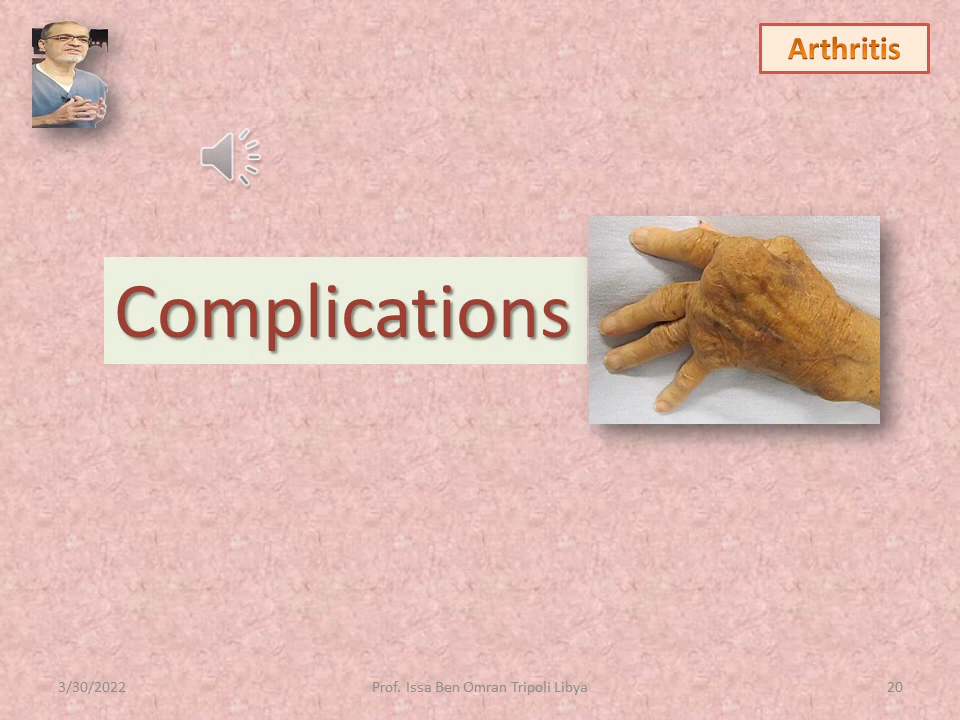 Arthritis
Complications
3/30/2022
Prof. Issa Ben Omran Tripoli Libya
20